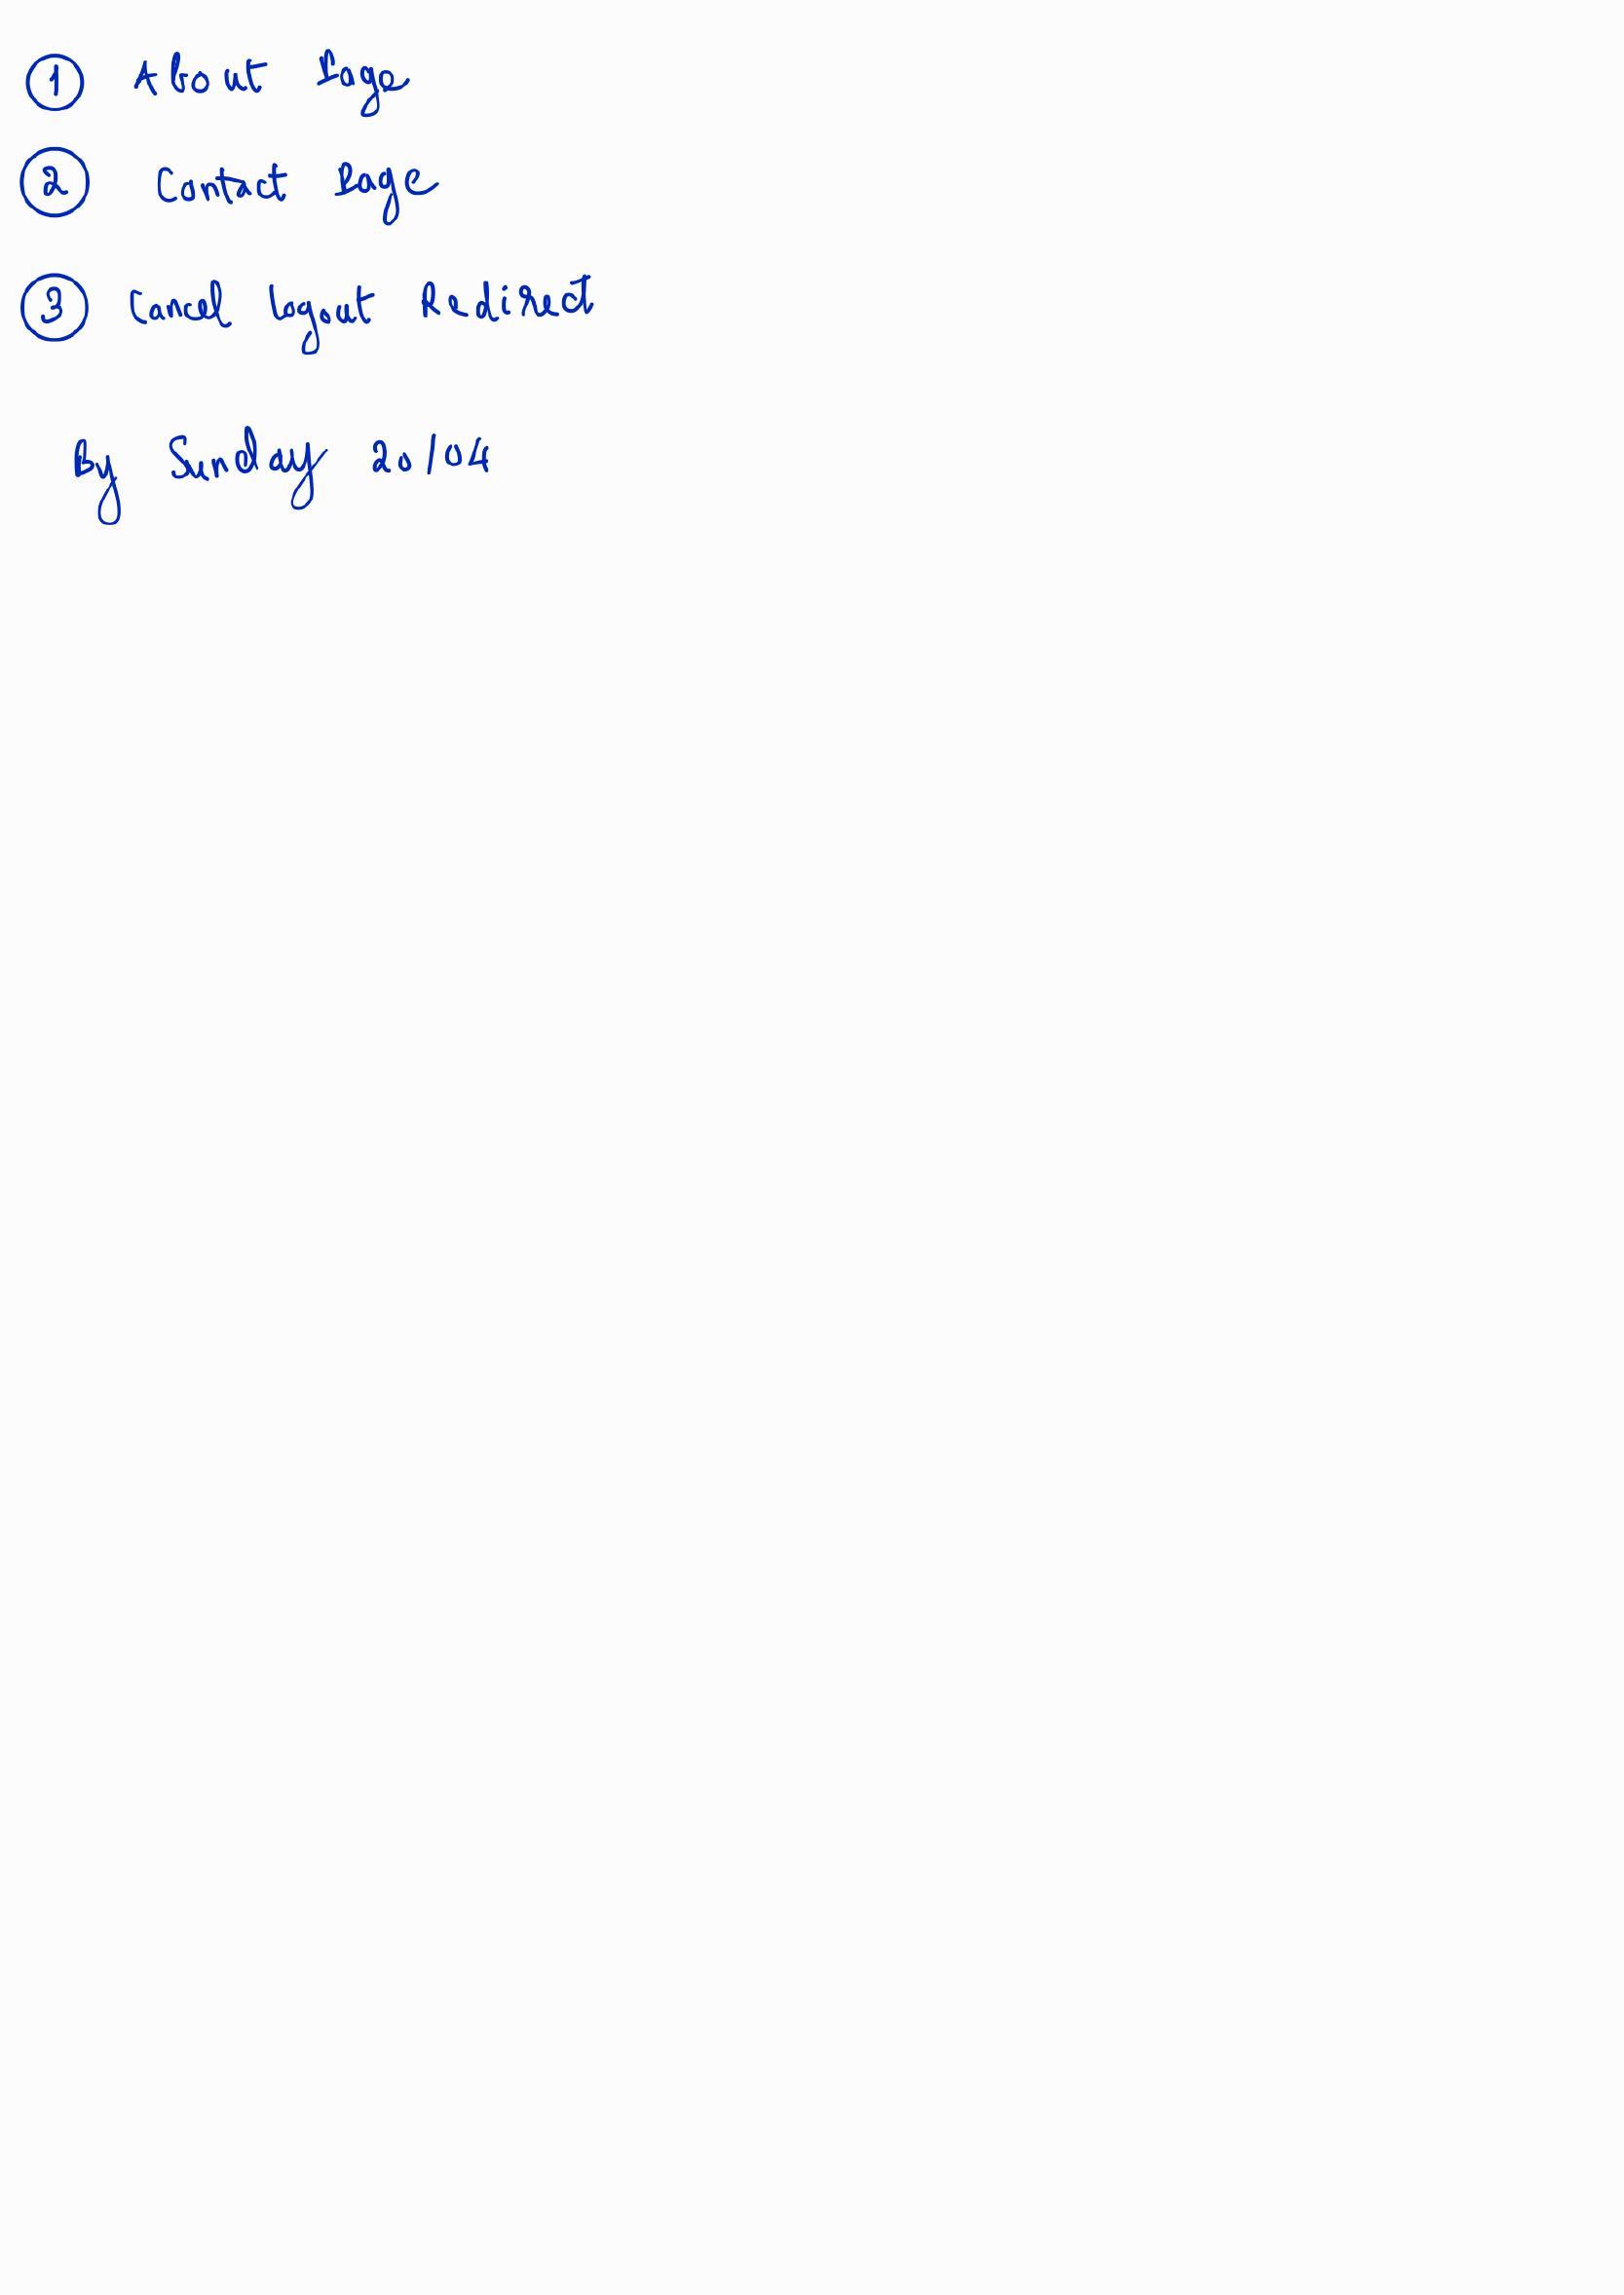 ① About Page
② Contact Page
③ Cancel logout Redirect
By Sunday 20/04